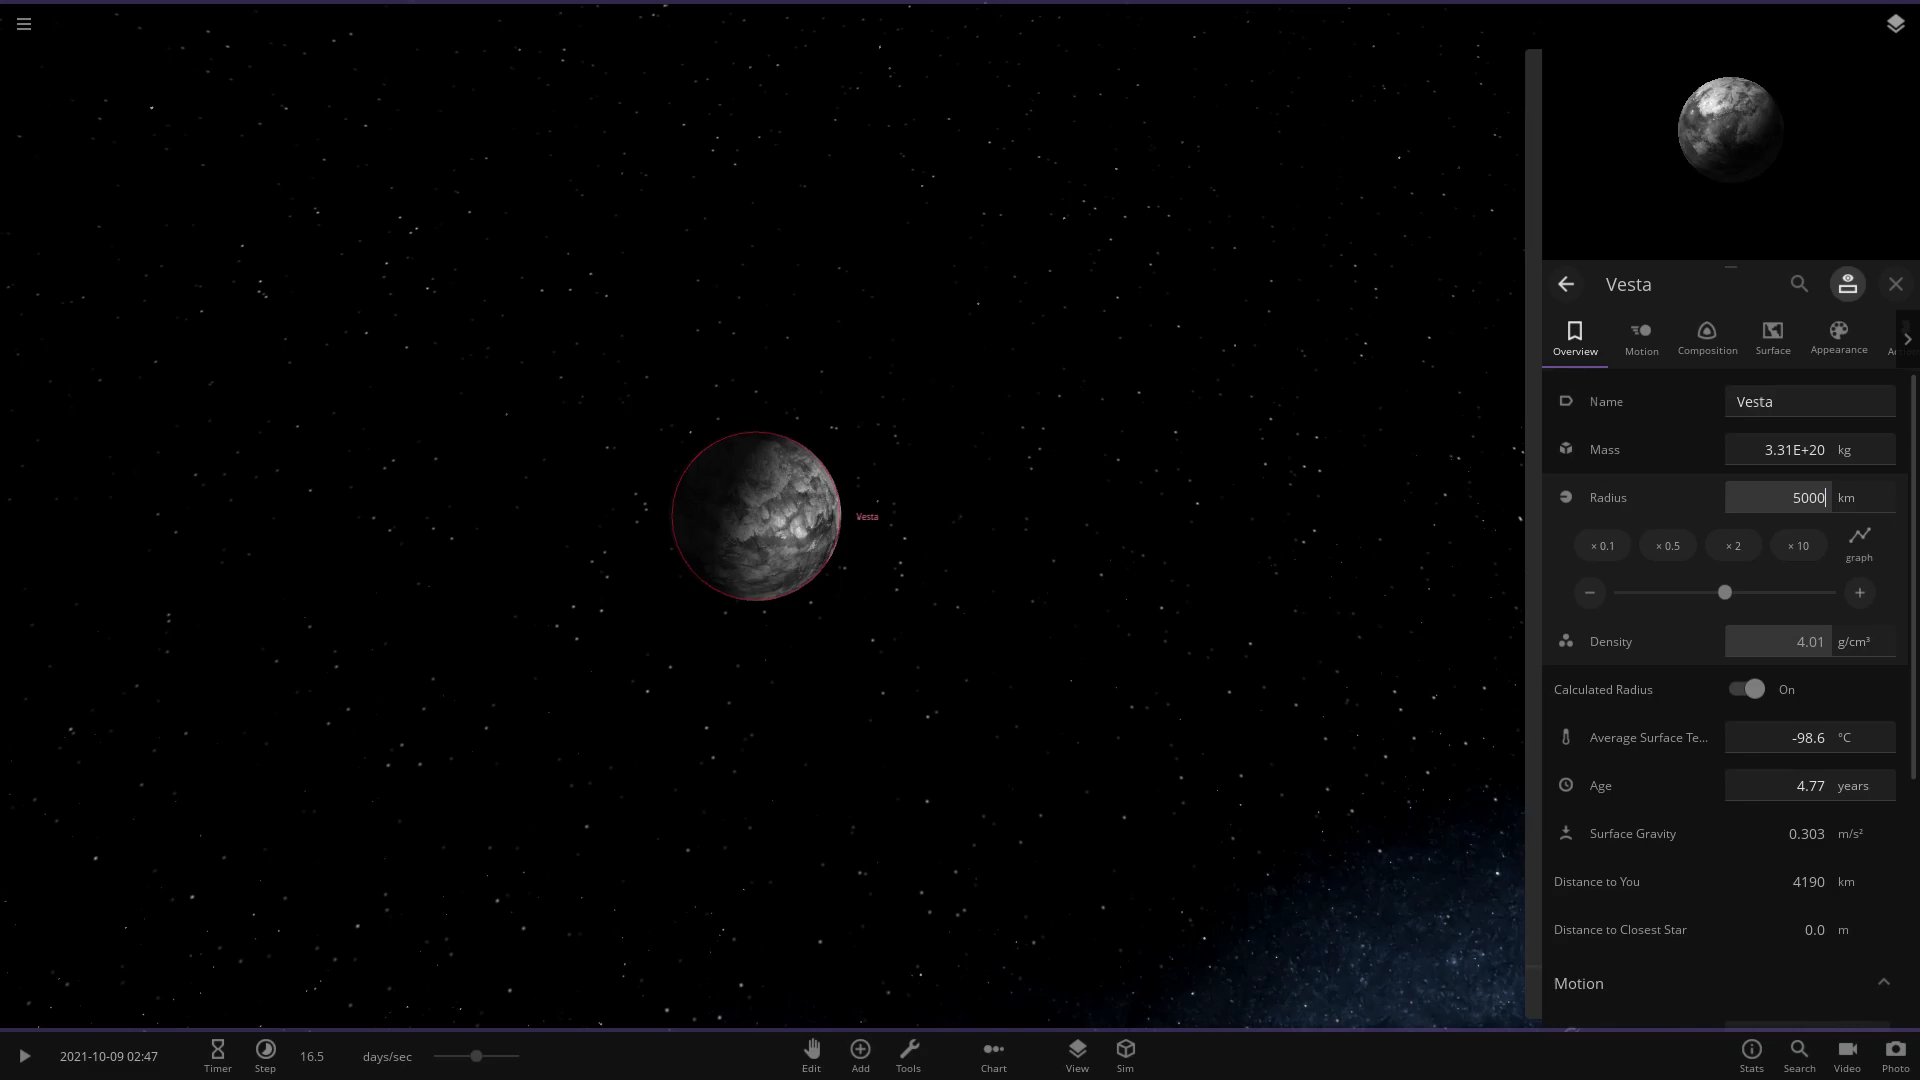 Vesta
Vesta
Overview
Motion
Composition
Surface
Appearance
Name
Vesta
Mass
3.31E+20 kg
Radius
5000 km
× 0.1
× 0.5
× 2
× 10
graph
Density
4.01 g/cm³
Calculated Radius
On
Average Surface Te...
-98.6 °C
Age
4.77 years
Surface Gravity
0.303 m/s²
Distance to You
4190 km
Distance to Closest Star
0.0 m
Motion
2021-10-09 02:47
Timer
Step
16.5 days/sec
Edit
Add
Tools
Chart
View
Sim
Stats
Search
Video
Photo